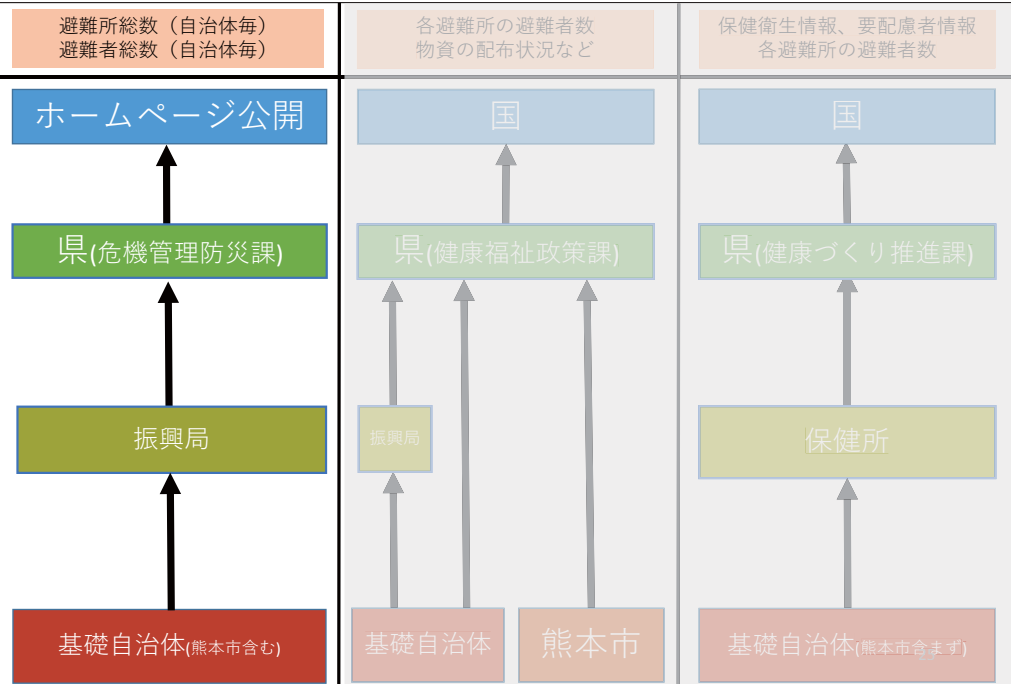 避難所総数（自治体毎）
避難者総数（自治体毎）
ホームページ公開
県(危機管理防災課)
振興局
基礎自治体(熊本市含む)
各避難所の避難者数
物資の配布状況など
国
県(健康福祉政策課)
振興局
基礎自治体
熊本市
保健衛生情報、要配慮者情報
各避難所の避難者数
国
県(健康づくり推進課)
保健所
基礎自治体(熊本市含まず)